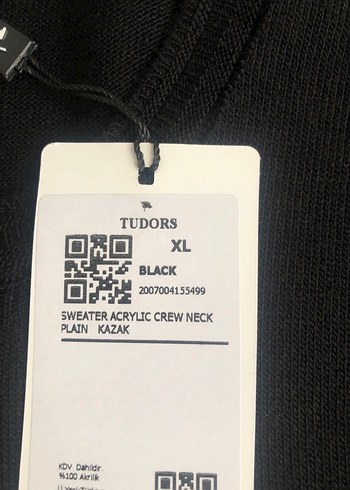 TUDORS
XL
BLACK
2007004155499
SWEATER ACRYLIC CREW NECK
PLAIN KAZAK
KDV Dahildir.
%100 Akrilik